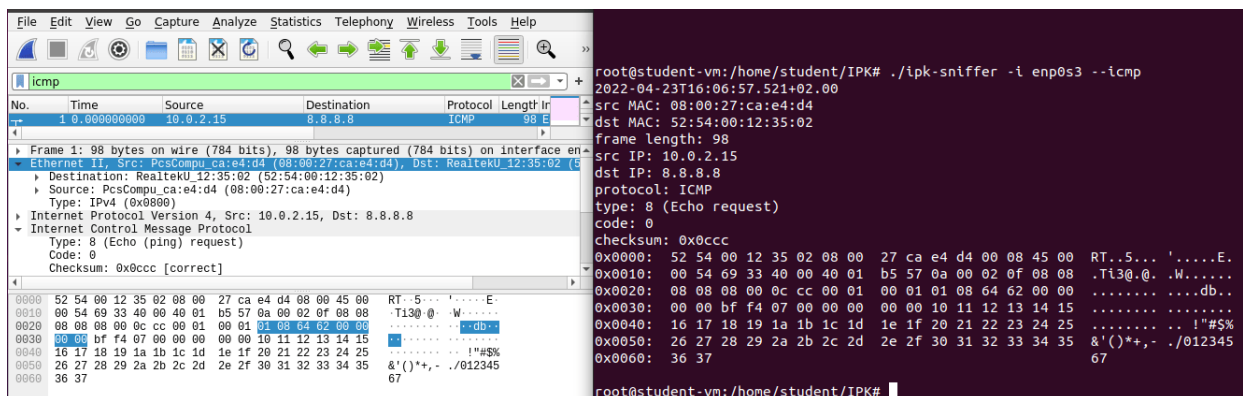 File Edit View Go Capture Analyze Statistics Telephony Wireless Tools Help
»
icmp
+
No. Time Source Destination Protocol Length Ir
1 0.000000000 10.0.2.15 8.8.8.8 ICMP 98 E
Frame 1: 98 bytes on wire (784 bits), 98 bytes captured (784 bits) on interface en
Ethernet II, Src: PcsCompu_ca:e4:d4 (08:00:27:ca:e4:d4), Dst: RealtekU_12:35:02 (5
Destination: RealtekU_12:35:02 (52:54:00:12:35:02)
Source: PcsCompu_ca:e4:d4 (08:00:27:ca:e4:d4)
Type: IPv4 (0x0800)
Internet Protocol Version 4, Src: 10.0.2.15, Dst: 8.8.8.8
Internet Control Message Protocol
Type: 8 (Echo (ping) request)
Code: 0
Checksum: 0x0ccc [correct]
0000 52 54 00 12 35 02 08 00 27 ca e4 d4 08 00 45 00 RT··5··· '·····E·
0010 00 54 69 33 40 00 40 01 b5 57 0a 00 02 0f 08 08 ·Ti3@·@· ·W······
0020 08 08 08 00 0c cc 00 01 00 01 01 08 64 62 00 00 ········ ····db··
0030 00 00 bf f4 07 00 00 00 00 00 10 11 12 13 14 15 ········ ········
0040 16 17 18 19 1a 1b 1c 1d 1e 1f 20 21 22 23 24 25 ········ ·· !"#$%
0050 26 27 28 29 2a 2b 2c 2d 2e 2f 30 31 32 33 34 35 &'()*+,- ./012345
0060 36 37 67
root@student-vm:/home/student/IPK# ./ipk-sniffer -i enp0s3 --icmp
2022-04-23T16:06:57.521+02.00
src MAC: 08:00:27:ca:e4:d4
dst MAC: 52:54:00:12:35:02
frame length: 98
src IP: 10.0.2.15
dst IP: 8.8.8.8
protocol: ICMP
type: 8 (Echo request)
code: 0
checksum: 0x0ccc
0x0000: 52 54 00 12 35 02 08 00 27 ca e4 d4 00 08 45 00 RT..5... '.....E.
0x0010: 00 54 69 33 40 00 40 01 b5 57 0a 00 02 0f 08 08 .Ti3@.@. .W......
0x0020: 08 08 08 00 0c cc 00 01 00 01 01 08 64 62 00 00 ........ ....db..
0x0030: 00 00 bf f4 07 00 00 00 00 00 10 11 12 13 14 15 ........ ........
0x0040: 16 17 18 19 1a 1b 1c 1d 1e 1f 20 21 22 23 24 25 ........ .. !"#$%
0x0050: 26 27 28 29 2a 2b 2c 2d 2e 2f 30 31 32 33 34 35 &'()*+,- ./012345
0x0060: 36 37 67
root@student-vm:/home/student/IPK#